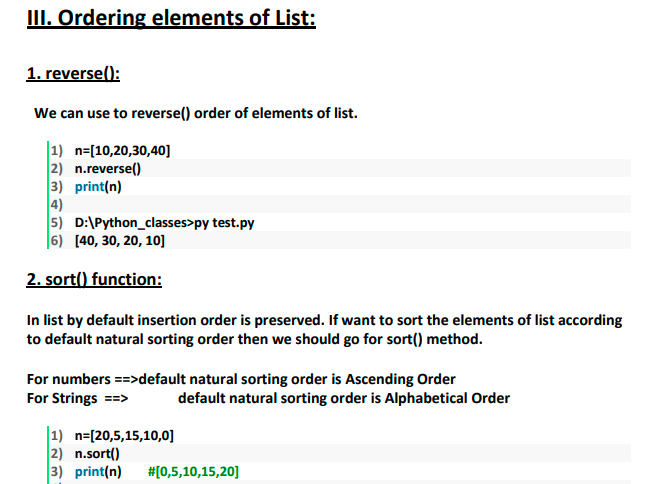 III. Ordering elements of List:
1. reverse():
We can use to reverse() order of elements of list.
1) n=[10,20,30,40]
2) n.reverse()
3) print(n)
4)
5) D:\Python_classes>py test.py
6) [40, 30, 20, 10]
2. sort() function:
In list by default insertion order is preserved. If want to sort the elements of list according
to default natural sorting order then we should go for sort() method.
For numbers ==>default natural sorting order is Ascending Order
For Strings ==> default natural sorting order is Alphabetical Order
1) n=[20,5,15,10,0]
2) n.sort()
3) print(n) #[0,5,10,15,20]